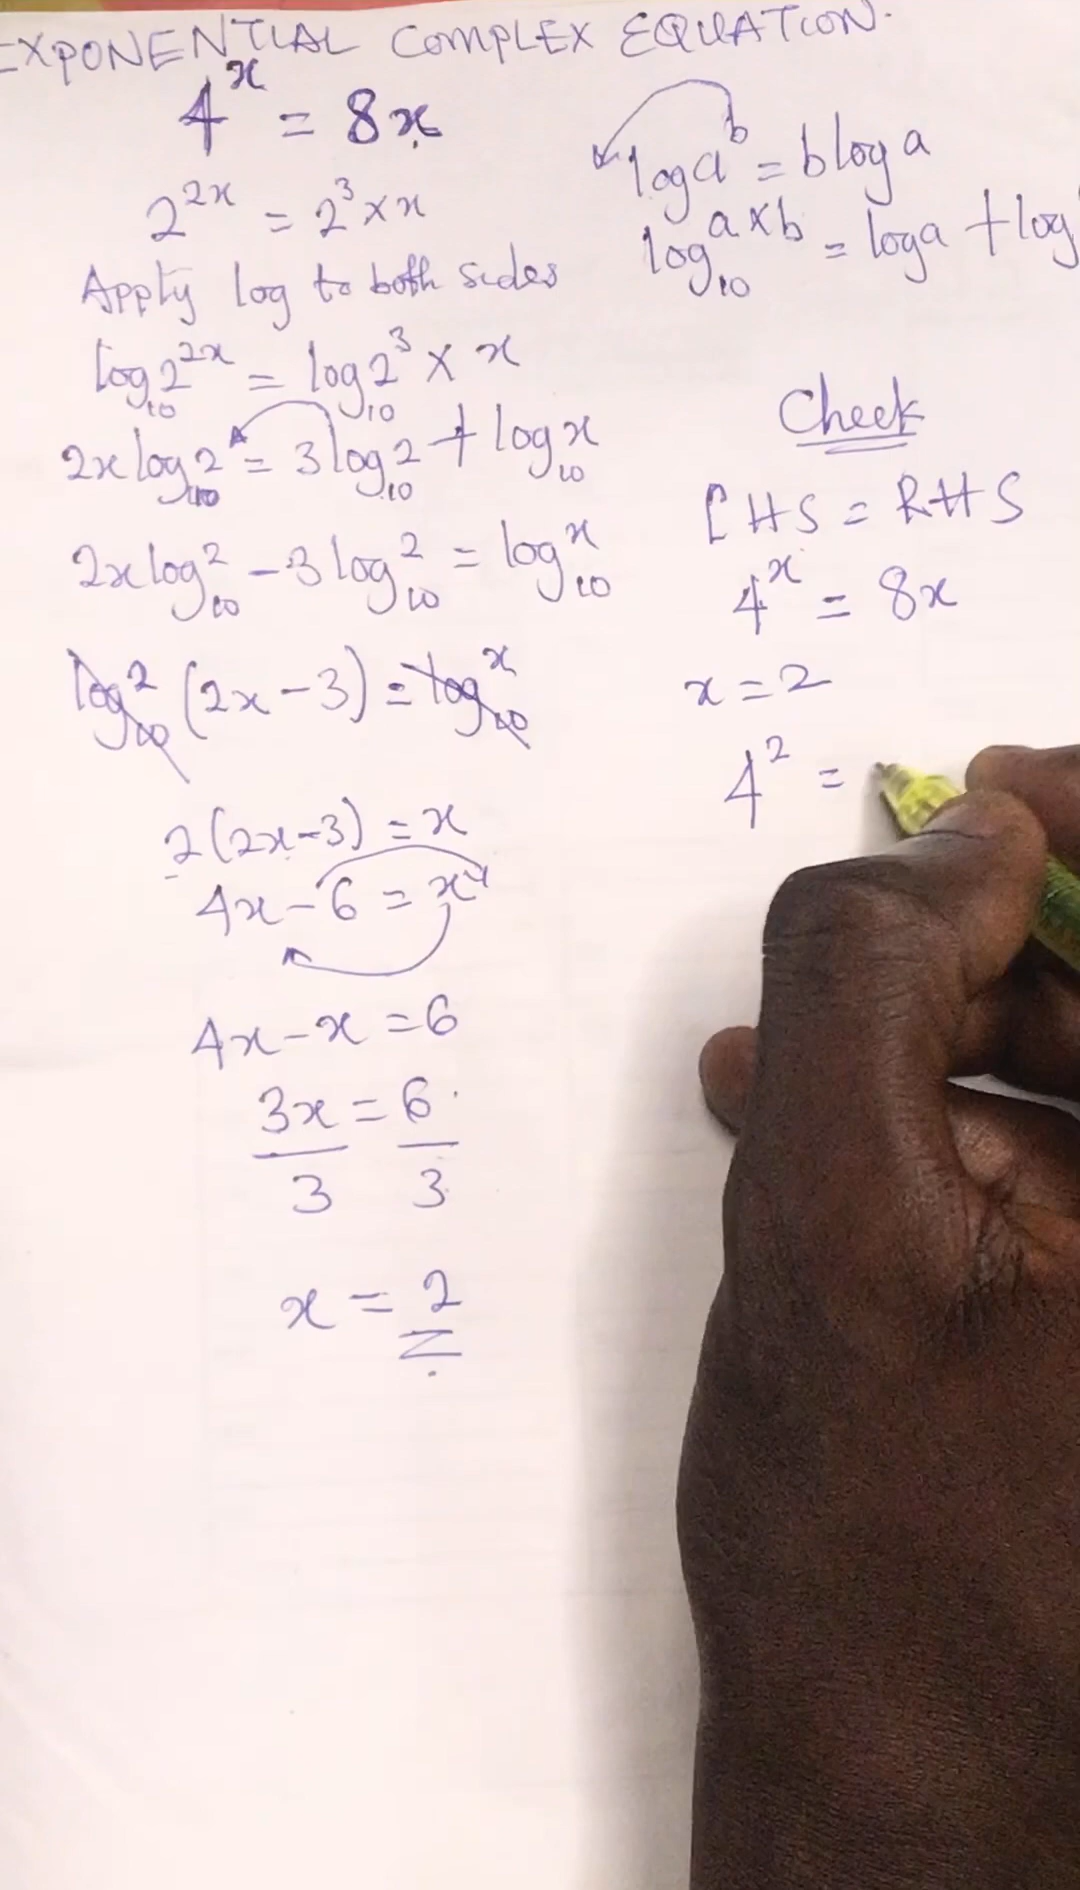 EXPONENTIAL COMPLEX EQUATION.
4^x = 8x
2^2x = 2^3 × x
Apply log to both sides
log₁₀ 2^2x = log₁₀ 2^3 × x
2x log₁₀ 2 = 3 log₁₀ 2 + log₁₀ x
2x log₁₀ 2 - 3 log₁₀ 2 = log₁₀ x
log₁₀ 2 (2x - 3) = log₁₀ x
2(2x - 3) = x
4x - 6 = x
4x - x = 6
3x = 6
3 3
x = 2
log a^b = b log a
log₁₀ a×b = log a + log
Check
LHS = RHS
4^x = 8x
x = 2
4^2 =